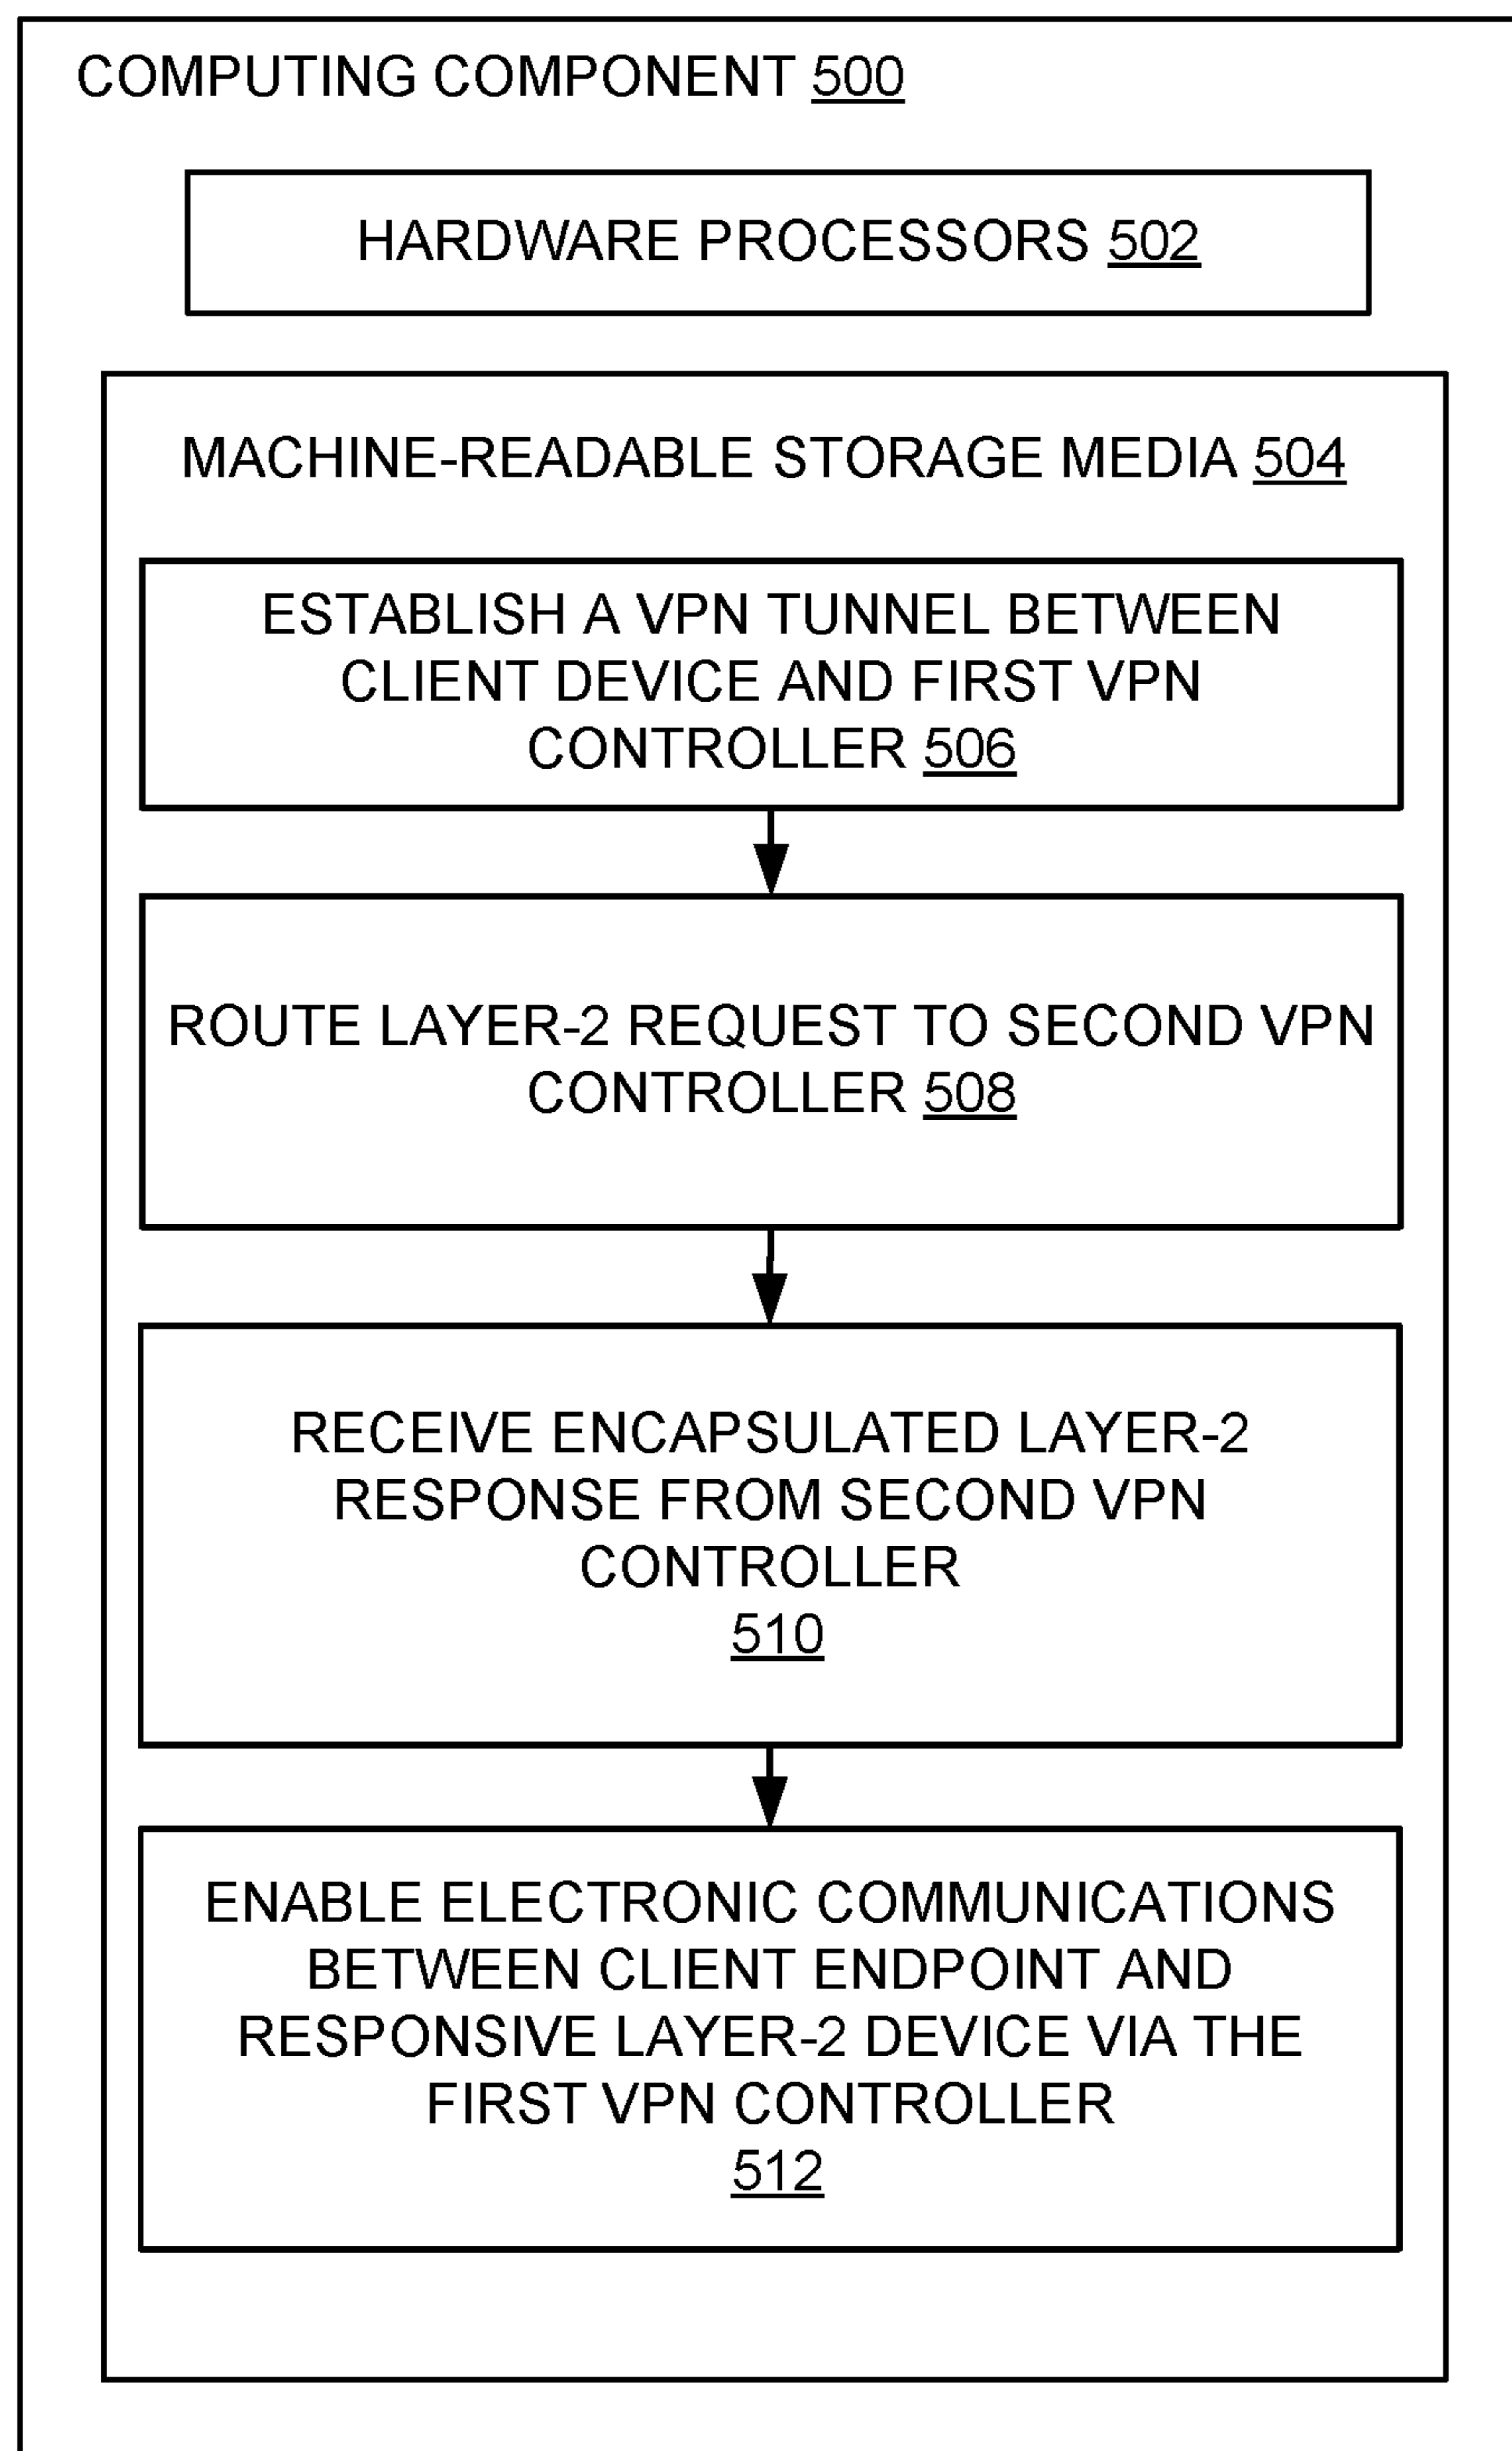 COMPUTING COMPONENT 500
HARDWARE PROCESSORS 502
MACHINE-READABLE STORAGE MEDIA 504
ESTABLISH A VPN TUNNEL BETWEEN
CLIENT DEVICE AND FIRST VPN
CONTROLLER 506
ROUTE LAYER-2 REQUEST TO SECOND VPN
CONTROLLER 508
RECEIVE ENCAPSULATED LAYER-2
RESPONSE FROM SECOND VPN
CONTROLLER
510
ENABLE ELECTRONIC COMMUNICATIONS
BETWEEN CLIENT ENDPOINT AND
RESPONSIVE LAYER-2 DEVICE VIA THE
FIRST VPN CONTROLLER
512